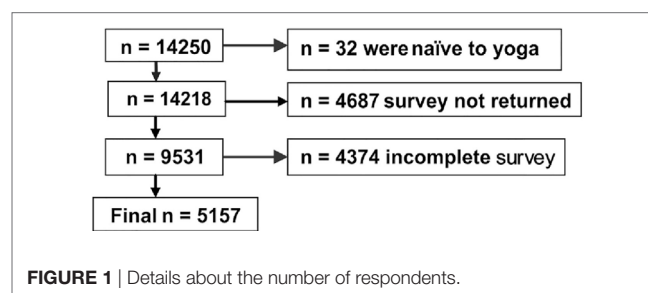 n = 14250
n = 32 were naïve to yoga
n = 14218
n = 4687 survey not returned
n = 9531
n = 4374 incomplete survey
Final n = 5157
FIGURE 1 | Details about the number of respondents.